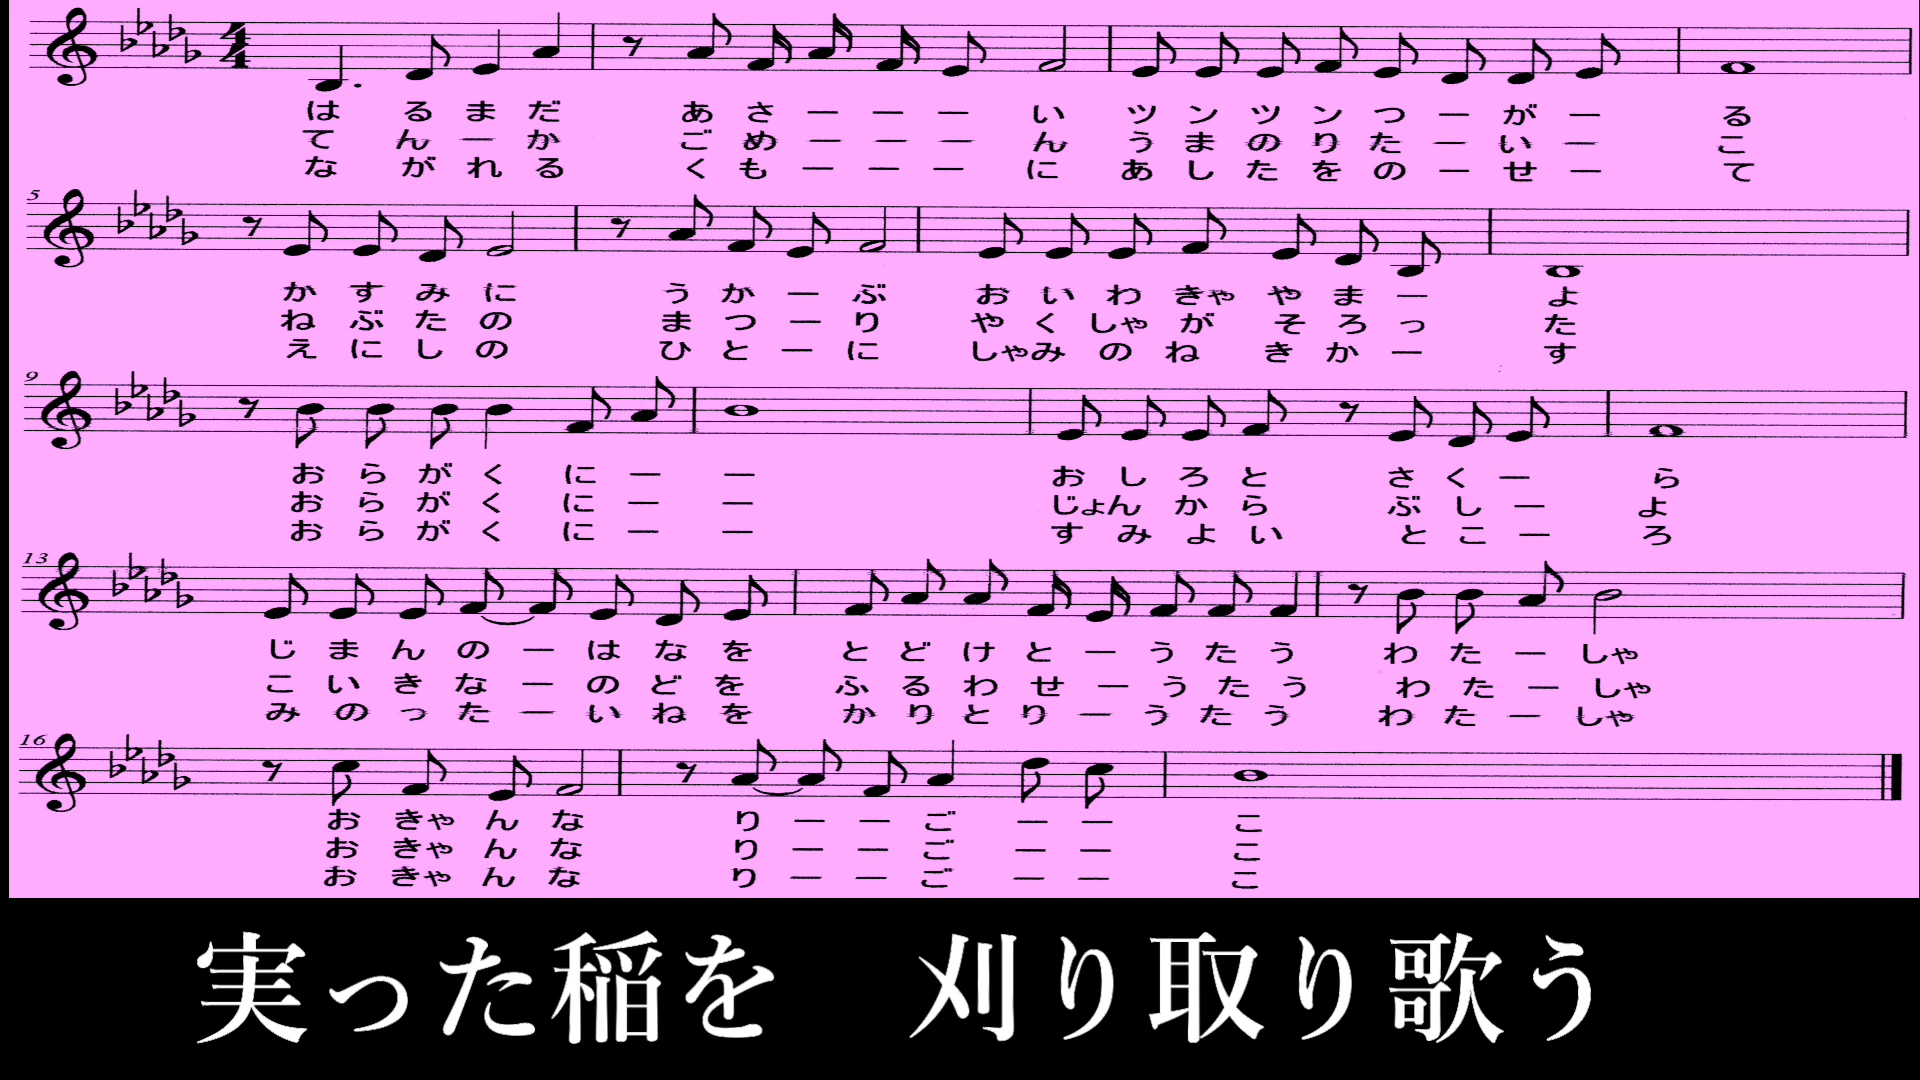 はるまだ あさーーーい ツンツンつーがー る
てんーか ごめーーーん うまのりたーいー こ
ながれる くもーーーに あしたをのーせー て
5
かすみに うかーぶ おいわきゃやまー よ
ねぶたの まつーり やくしゃがそろっ た
えにしの ひとーに しゃみのねきかー す
9
おらがく にーー おしろと さくー ら
おらがく にーー じょんから ぶしー よ
おらがく にーー すみよい とこー ろ
13
じまんのーはなを とどけとーうたう わたーしゃ
こいきなーのどを ふるわせーうたう わたーしゃ
みのったーいねを かりとりーうたう わたーしゃ
16
おきゃんな りーーごーー こ
おきゃんな りーーごーー こ
おきゃんな りーーごーー こ
実った稲を 刈り取り歌う